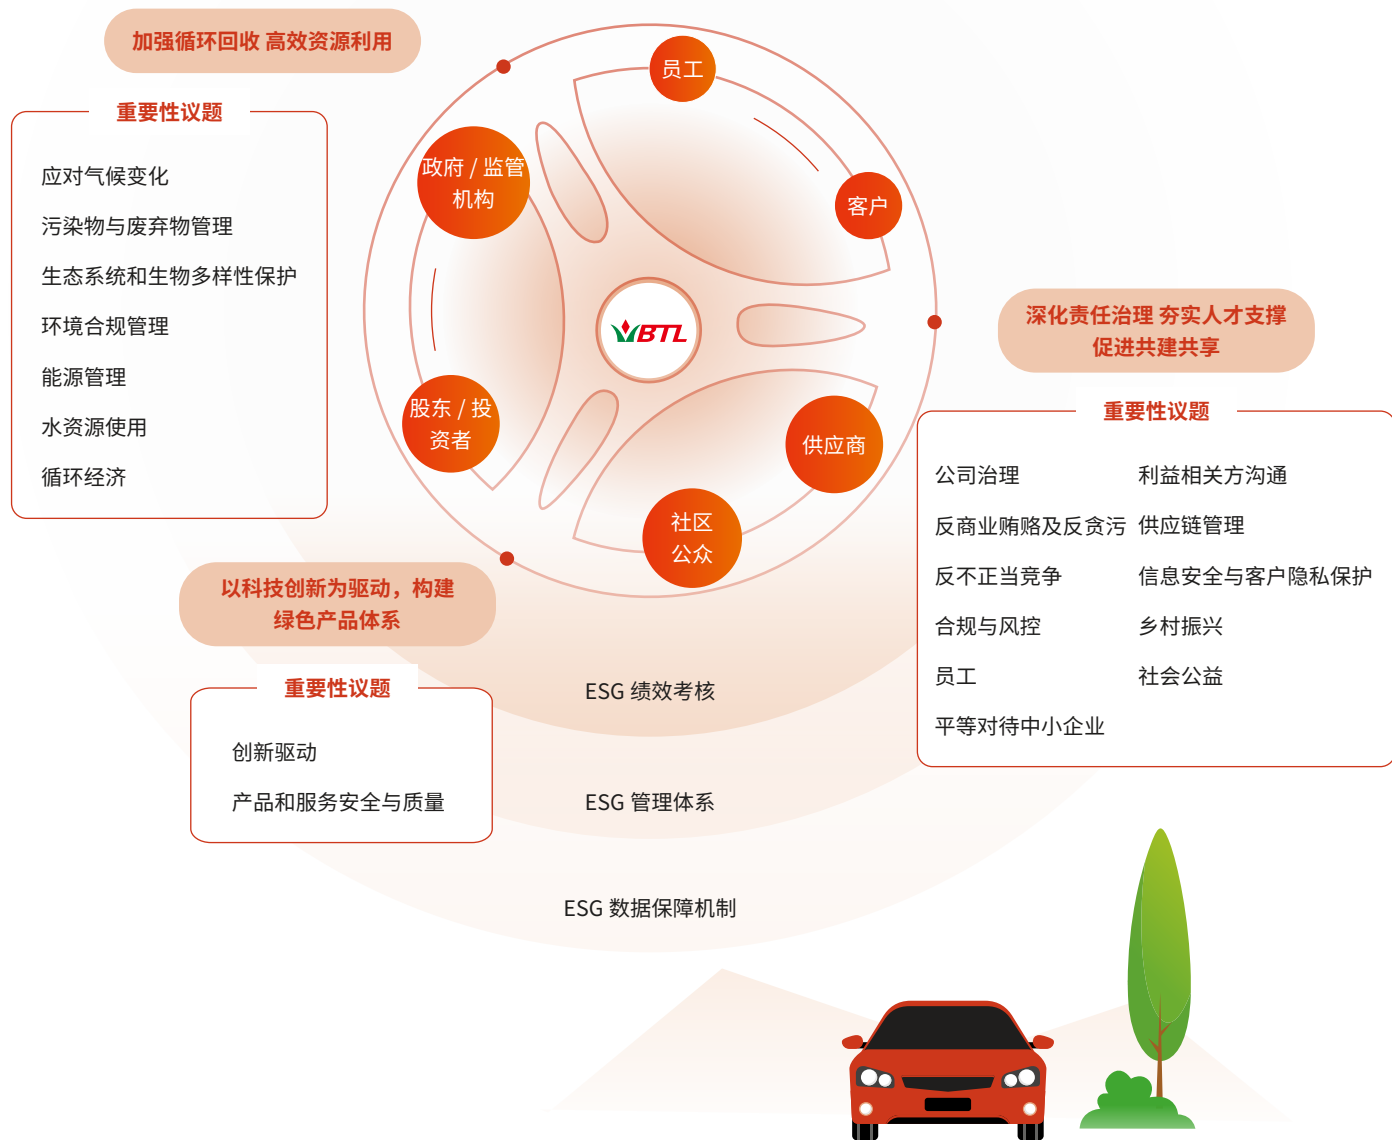 加强循环回收 高效资源利用
重要性议题
应对气候变化
污染物与废弃物管理
生态系统和生物多样性保护
环境合规管理
能源管理
水资源使用
循环经济
员工
政府 / 监管
机构
客户
BTL
股东 / 投
资者
供应商
社区
公众
深化责任治理 夯实人才支撑
促进共建共享
重要性议题
公司治理
利益相关方沟通
反商业贿赂及反贪污
供应链管理
反不正当竞争
信息安全与客户隐私保护
合规与风控
乡村振兴
员工
社会公益
平等对待中小企业
以科技创新为驱动，构建
绿色产品体系
重要性议题
创新驱动
产品和服务安全与质量
ESG 绩效考核
ESG 管理体系
ESG 数据保障机制